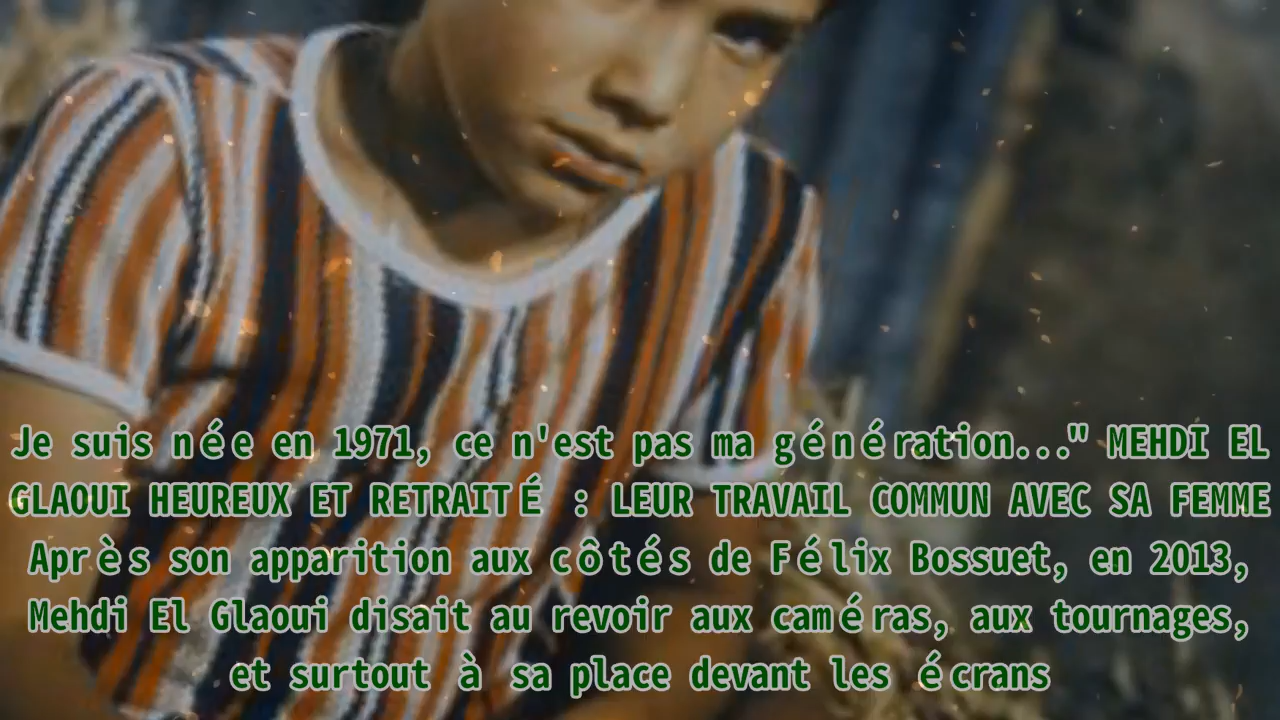 Je suis née en 1971, ce n'est pas ma génération..." MEHDI EL
GLAOUI HEUREUX ET RETRAITÉ : LEUR TRAVAIL COMMUN AVEC SA FEMME
Après son apparition aux côtés de Félix Bossuet, en 2013,
Mehdi El Glaoui disait au revoir aux caméras, aux tournages,
et surtout à sa place devant les écrans